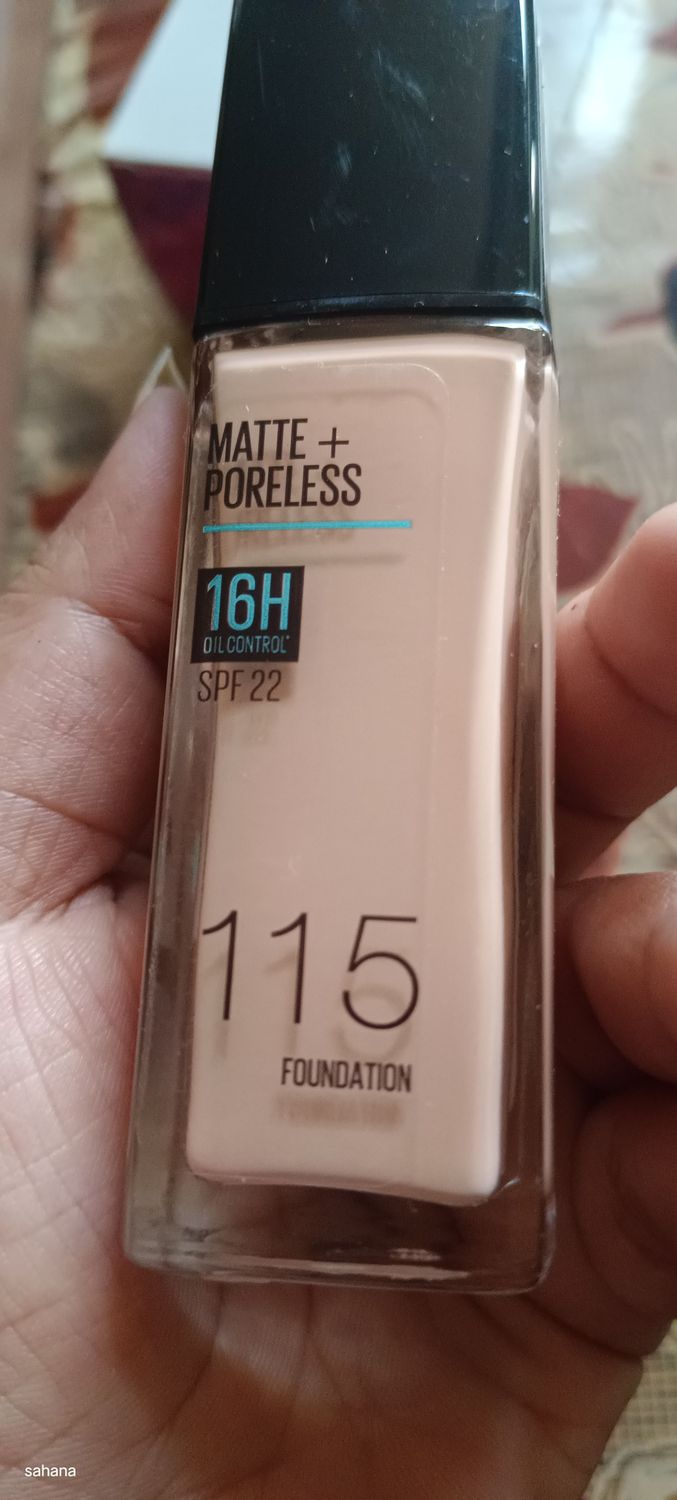 MATTE +
PORELESS
16H
OIL CONTROL*
SPF 22
115
FOUNDATION
sahana